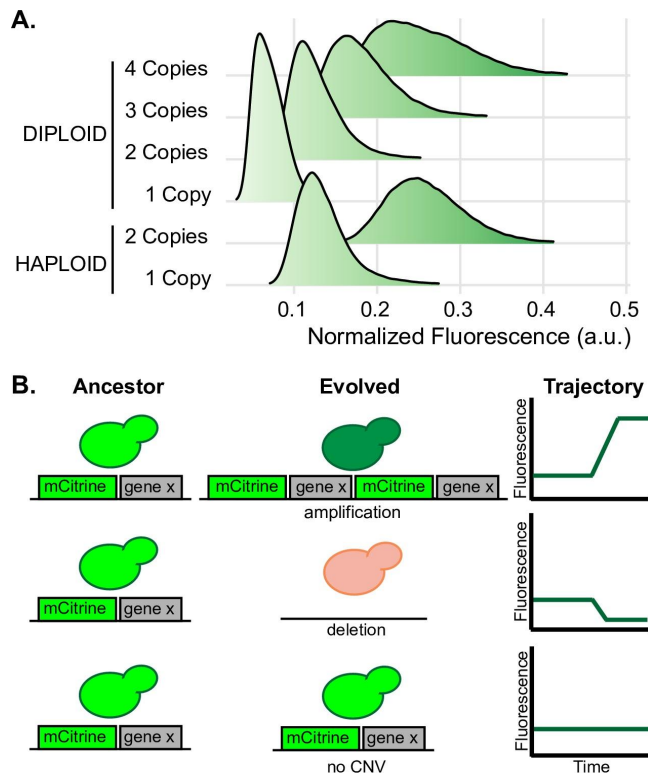 A.
DIPLOID
4 Copies
3 Copies
2 Copies
1 Copy
HAPLOID
2 Copies
1 Copy
0.1 0.2 0.3 0.4 0.5
Normalized Fluorescence (a.u.)
B. Ancestor Evolved Trajectory
mCitrine gene x mCitrine gene x mCitrine gene x
amplification
Fluorescence
mCitrine gene x
deletion
Fluorescence
mCitrine gene x mCitrine gene x
no CNV
Fluorescence
Time